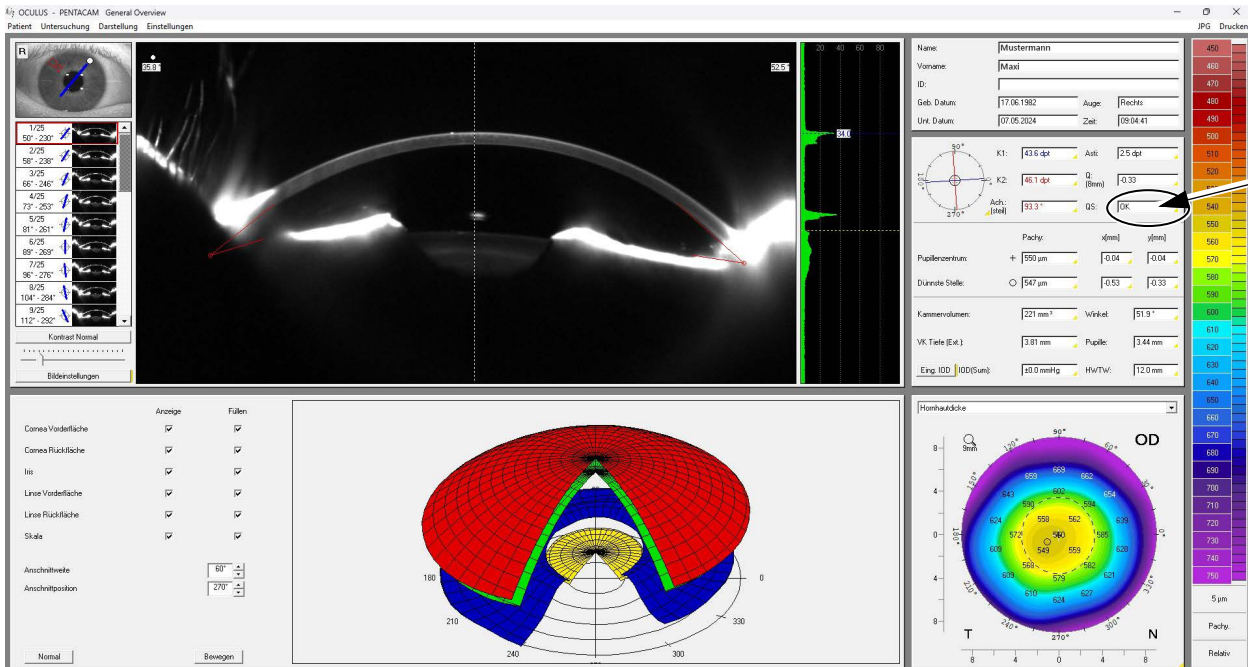 OCULUS - PENTACAM General Overview
Patient Untersuchung Darstellung Einstellungen
JPG Drucken
R
1/25
50° - 230°
2/25
58° - 238°
3/25
66° - 246°
4/25
73° - 253°
5/25
81° - 261°
6/25
89° - 269°
7/25
96° - 276°
8/25
104° - 284°
9/25
112° - 292°
Kontrast Normal
Bildeinstellungen
35.8
52.5
20 40 60 80
34.0
Name: Mustermann
Vorname: Maxi
ID:
Geb. Datum: 17.06.1982 Auge: Rechts
Unt. Datum: 07.05.2024 Zeit: 09:04:41
90°
180°
0°
270°
K1: 43.6 dpt Asti: 2.5 dpt
K2: 46.1 dpt Q: (8mm) -0.33
Ach.: (steil) 93.3 ° QS: OK
Pachy: x[mm] y[mm]
Pupillenzentrum: + 550 µm -0.04 -0.04
Dünnste Stelle: O 547 µm -0.53 -0.33
Kammervolumen: 221 mm³ Winkel: 51.9 °
VK Tiefe (Ext.): 3.81 mm Pupille: 3.44 mm
Eing. IOD IOD(Sum): ±0.0 mmHg HWTW: 12.0 mm
Anzeige Füllen
Cornea Vorderfläche
Cornea Rückfläche
Iris
Linse Vorderfläche
Linse Rückfläche
Skala
Anschnittweite 60°
Anschnittposition 270°
Normal Bewegen
180
0
210
330
240
300
Hornhautdicke
9mm
OD
90°
120°
60°
150°
30°
180°
0°
210°
330°
240°
300°
270°
8
4
0
4
8
669
659 662
643 602 654
590 594
624 558 562 639
572 585
549 559
609 628
568 582
609 579 621
610 627
624
T N
8 4 0 4 8
450
460
470
480
490
500
510
520
530
540
550
560
570
580
590
600
610
620
630
640
650
660
670
680
690
700
710
720
730
740
750
5 µm
Pachy.
Relativ